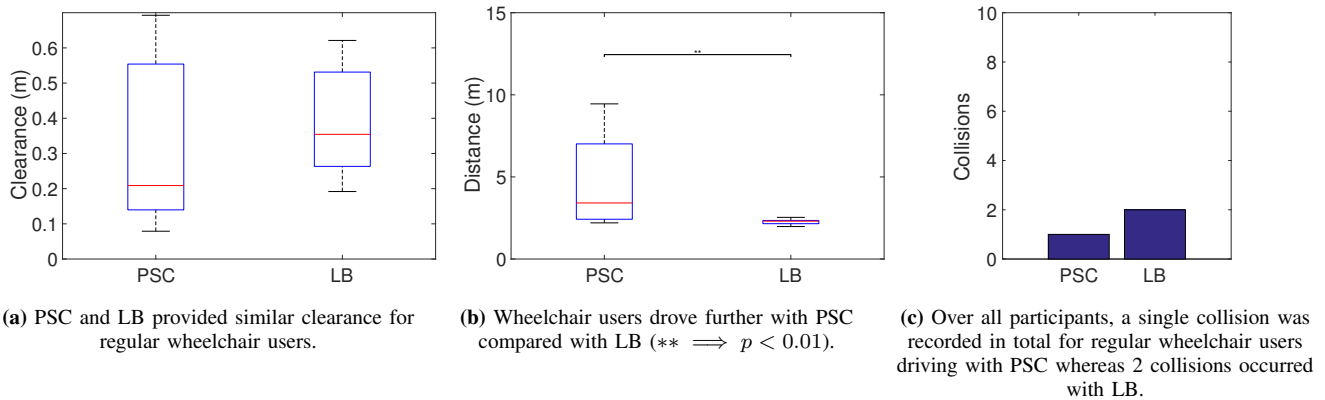 0.6
0.5
0.4
0.3
0.2
0.1
0
Clearance (m)
PSC
LB
15
10
5
0
Distance (m)
**
PSC
LB
10
8
6
4
2
0
Collisions
PSC
LB
(a) PSC and LB provided similar clearance for
regular wheelchair users.
(b) Wheelchair users drove further with PSC
compared with LB (** ⟹ p < 0.01).
(c) Over all participants, a single collision was
recorded in total for regular wheelchair users
driving with PSC whereas 2 collisions occurred
with LB.